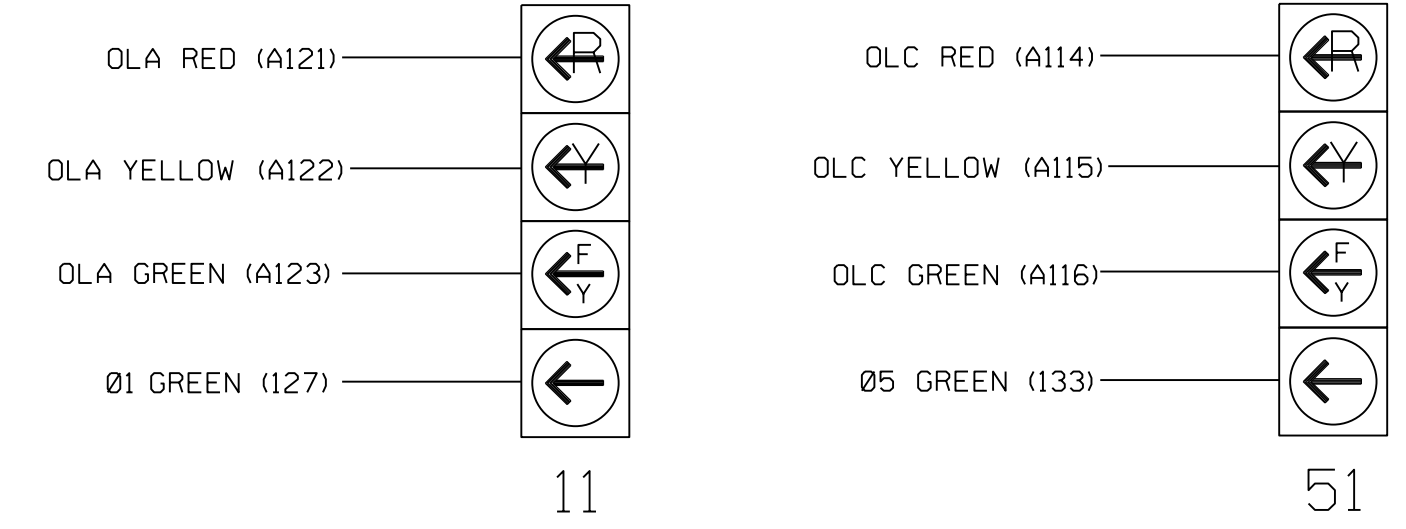 OLA RED (A121)
R
OLA YELLOW (A122)
Y
OLA GREEN (A123)
F
Y
Ø1 GREEN (127)
11
OLC RED (A114)
R
OLC YELLOW (A115)
Y
OLC GREEN (A116)
F
Y
Ø5 GREEN (133)
51